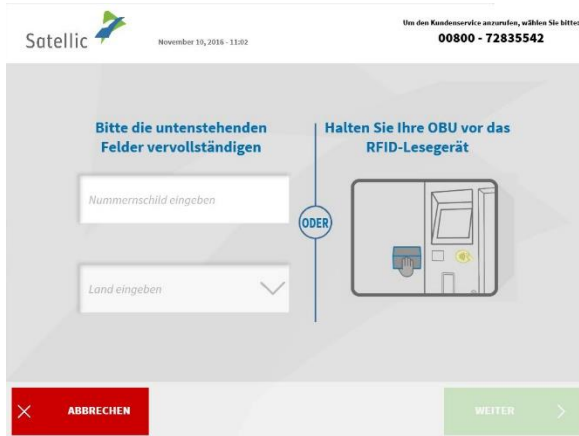 Satellic
November 10, 2016 - 11:02
Um den Kundenservice anzurufen, wählen Sie bitte:
00800 - 72835542
Bitte die untenstehenden
Felder vervollständigen
Nummernschild eingeben
Land eingeben
ODER
Halten Sie Ihre OBU vor das
RFID-Lesegerät
ABBRECHEN
WEITER